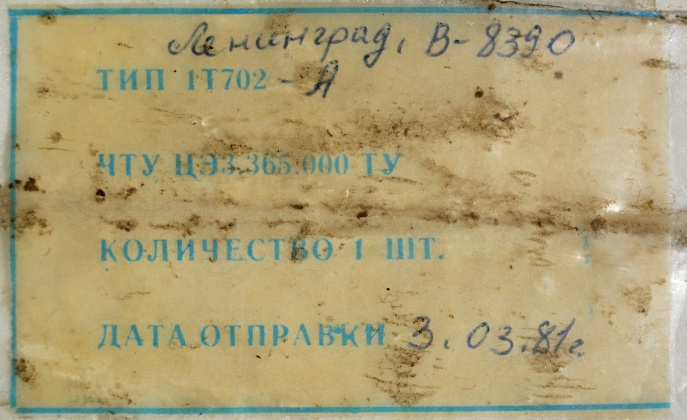 Ленинград, В-8390
ТИП 1Т702-А
ЧТУ ЦЭ3.365.000 ТУ
КОЛИЧЕСТВО 1 ШТ.
ДАТА ОТПРАВКИ 3.03.81г